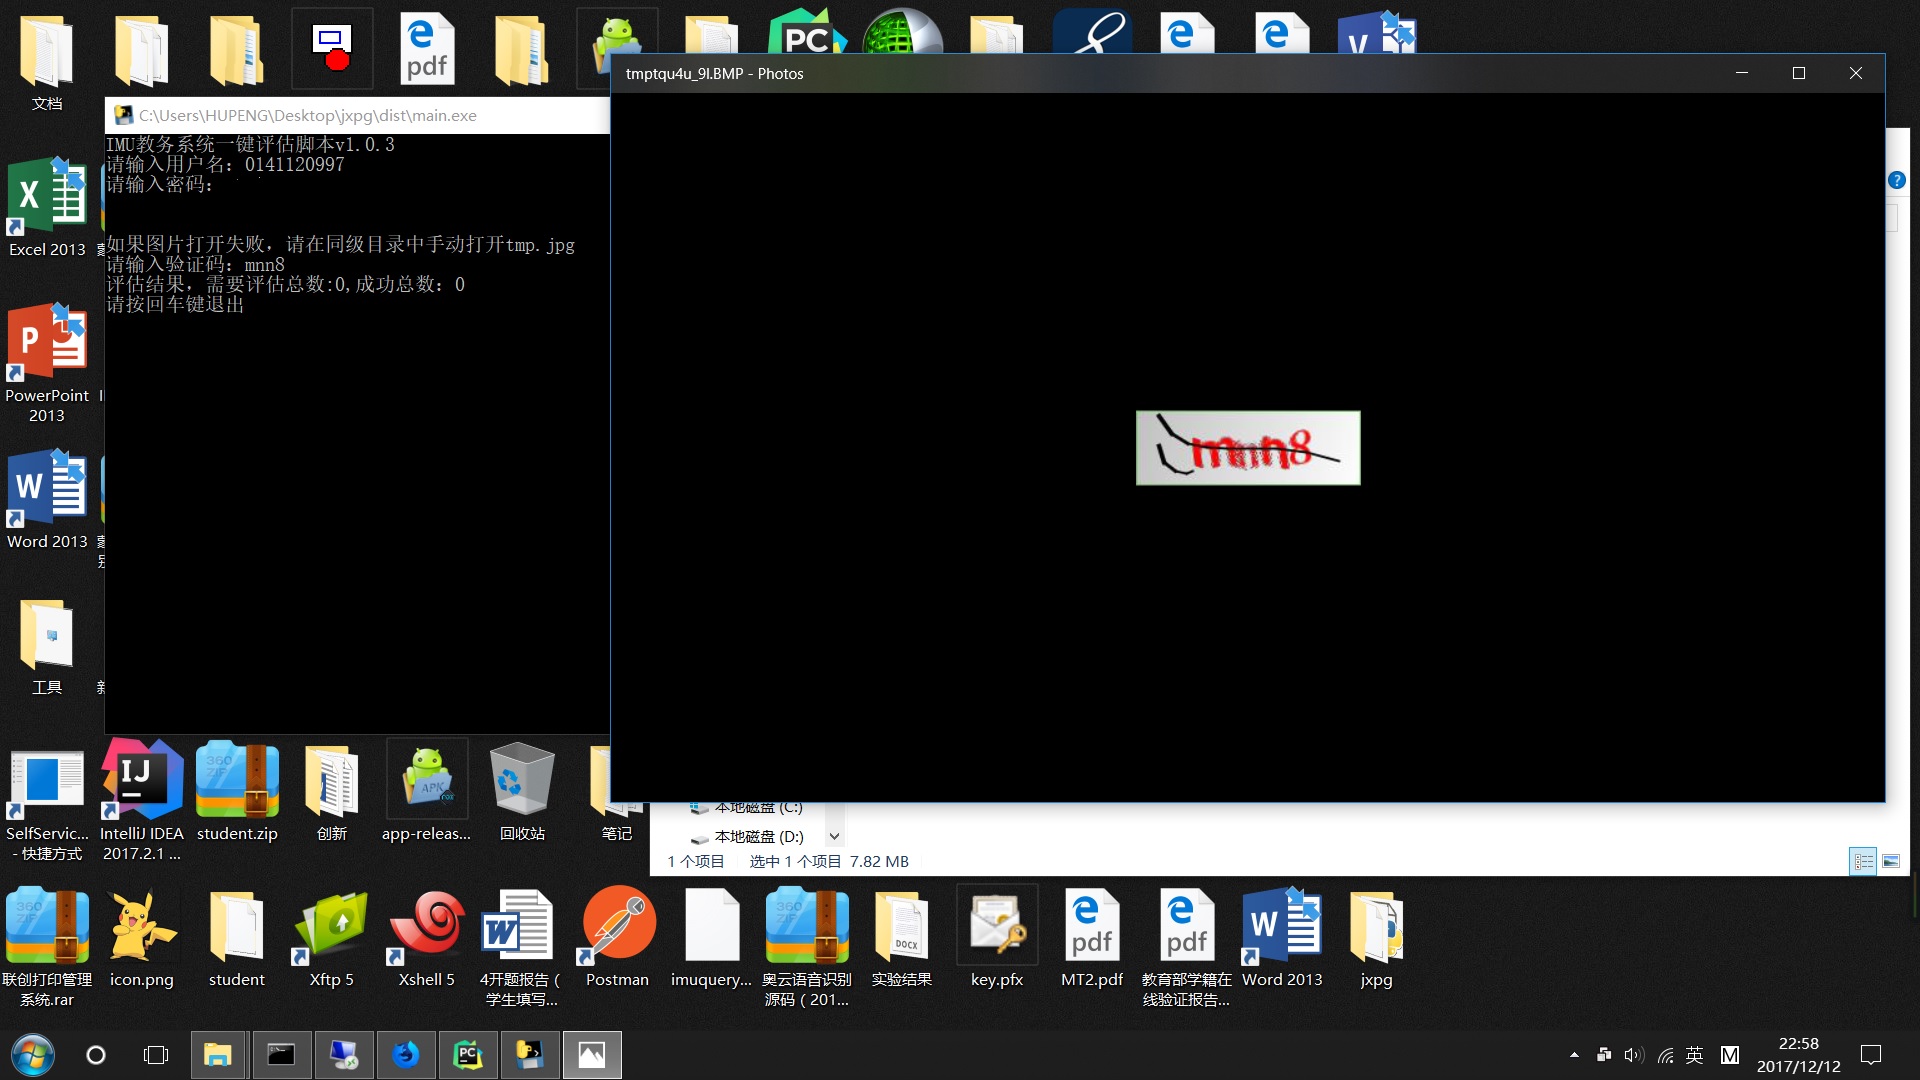 tmptqu4u_9l.BMP - Photos
C:\Users\HUPENG\Desktop\jxpg\dist\main.exe
IMU教务系统一键评估脚本v1.0.3
请输入用户名：0141120997
请输入密码：
如果图片打开失败，请在同级目录中手动打开tmp.jpg
请输入验证码：mnn8
评估结果，需要评估总数:0,成功总数：0
请按回车键退出
mnn8
pdf
PC
文档
Excel 2013
PowerPoint
2013
Word 2013
工具
SelfServic...
- 快捷方式
IntelliJ IDEA
2017.2.1 ...
student.zip
创新
app-releas...
回收站
笔记
本地磁盘 (C:)
本地磁盘 (D:)
1 个项目 选中 1 个项目 7.82 MB
联创打印管理
系统.rar
icon.png
student
Xftp 5
Xshell 5
4开题报告（
学生填写...
Postman
imuquery...
奥云语音识别
源码（201...
实验结果
key.pfx
MT2.pdf
教育部学籍在
线验证报告...
Word 2013
jxpg
英
M
22:58
2017/12/12